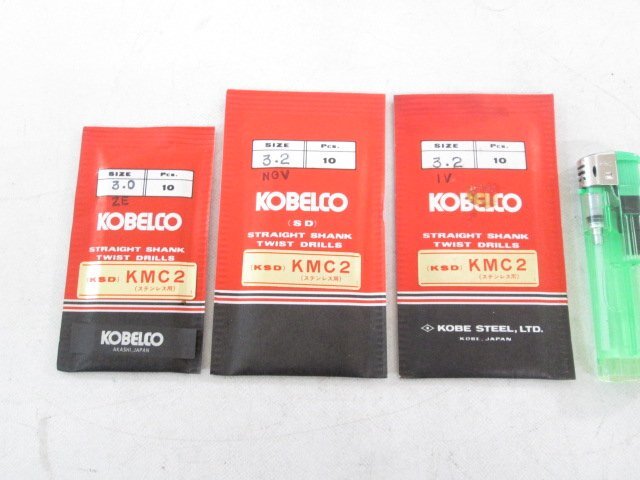 SIZE Pcs.
3.0 10
ZE
KOBELCO
STRAIGHT SHANK
TWIST DRILLS
(KSD) KMC2
(ステンレス用)
KOBELCO
AKASHI, JAPAN
SIZE Pcs.
3.2 10
NOV
KOBELCO
(SD)
STRAIGHT SHANK
TWIST DRILLS
(KSD) KMC2
(ステンレス用)
SIZE Pcs.
3.2 10
IV
KOBELCO
STRAIGHT SHANK
TWIST DRILLS
(KSD) KMC2
(ステンレス用)
KOBE STEEL, LTD.
KOBE, JAPAN